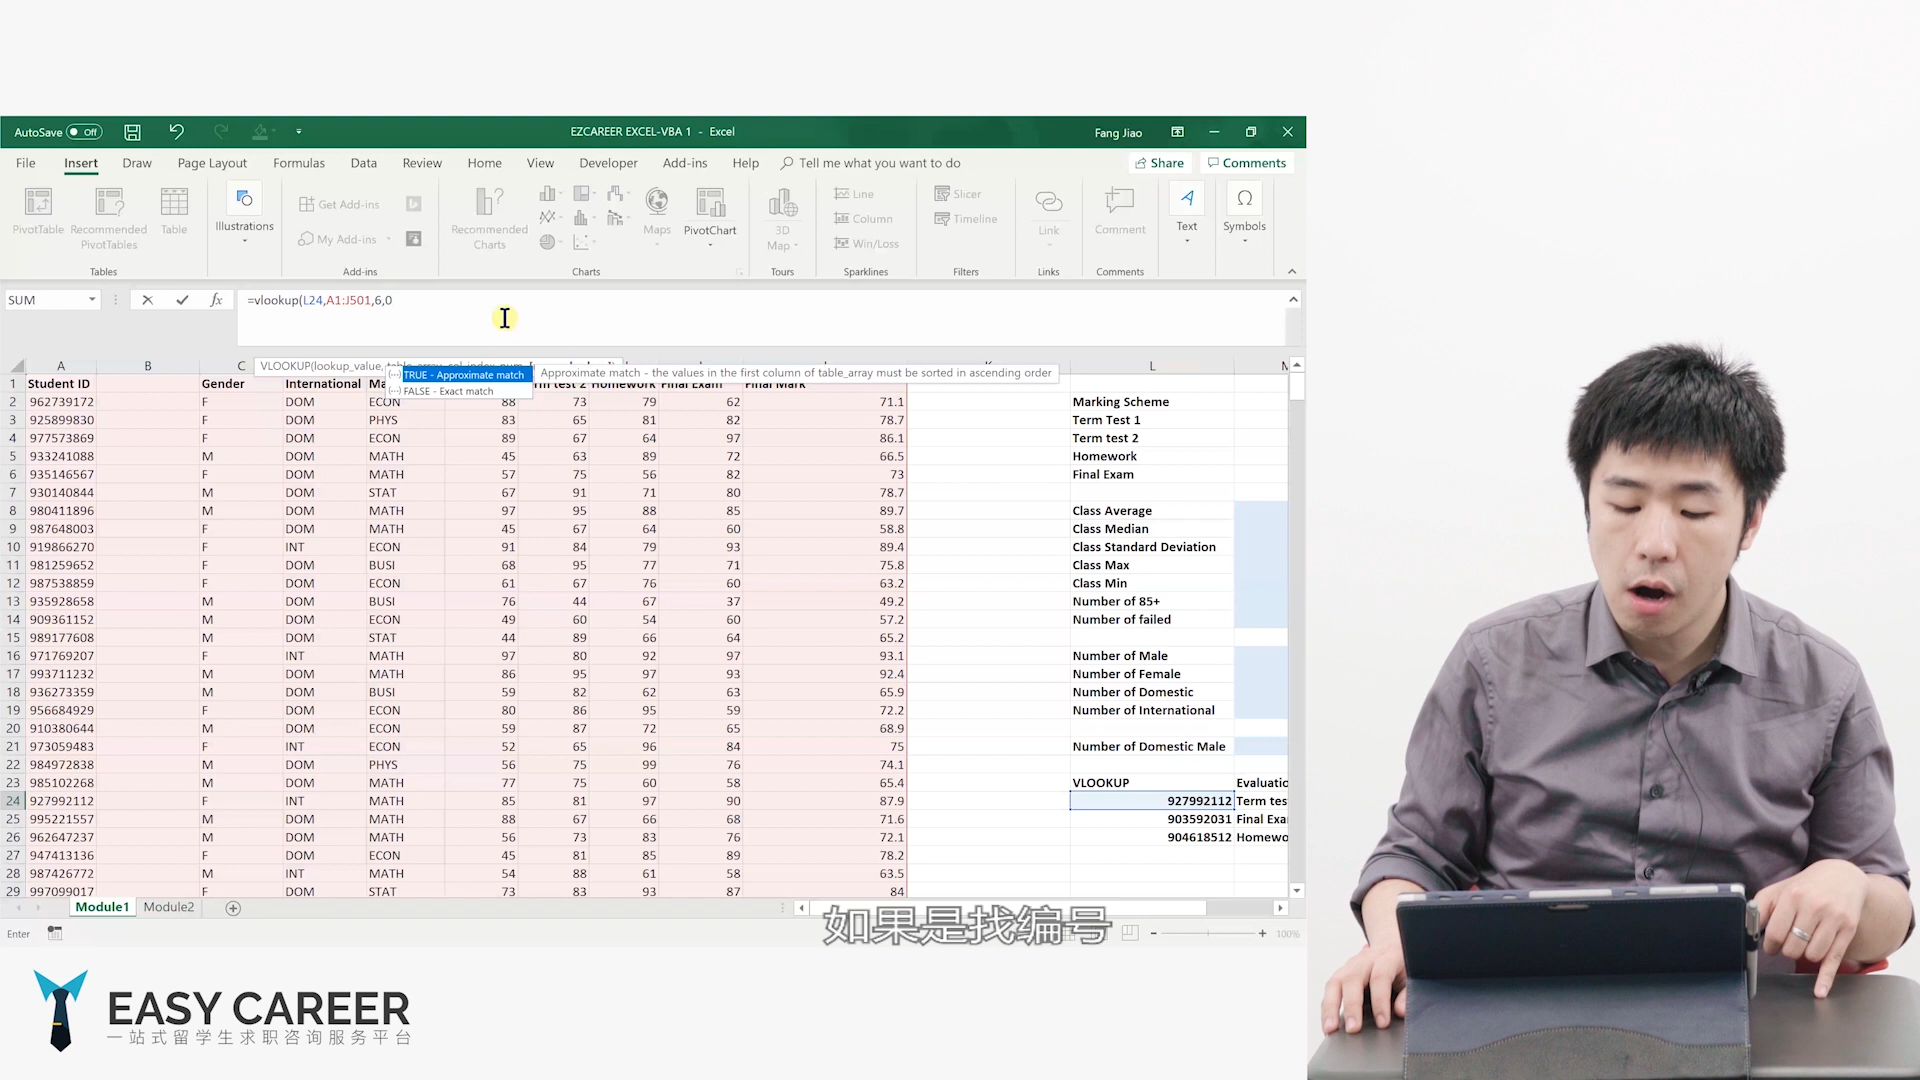 AutoSave Off
EZCAREER EXCEL-VBA 1 - Excel
Fang Jiao
File Insert Draw Page Layout Formulas Data Review Home View Developer Add-ins Help Tell me what you want to do Share Comments
PivotTable Recommended PivotTables Table Illustrations Get Add-ins My Add-ins Recommended Charts Maps PivotChart 3D Map Line Column Win/Loss Slicer Timeline Link Comment Text Symbols
Tables Add-ins Charts Tours Sparklines Filters Links Comments
SUM fx =vlookup(L24,A1:J501,6,0
VLOOKUP(lookup_value,
TRUE - Approximate match
Approximate match - the values in the first column of table_array must be sorted in ascending order
FALSE - Exact match
A B C L
1 Student ID Gender International Homework Final Exam Final Mark
2 962739172 F DOM ECON 88 73 79 62 71.1 Marking Scheme
3 925899830 F DOM PHYS 83 65 81 82 78.7 Term Test 1
4 977573869 F DOM ECON 89 67 64 97 86.1 Term test 2
5 933241088 M DOM MATH 45 63 89 72 66.5 Homework
6 935146567 F DOM MATH 57 75 56 82 73 Final Exam
7 930140844 M DOM STAT 67 91 71 80 78.7
8 980411896 M DOM MATH 97 95 88 85 89.7 Class Average
9 987648003 F DOM MATH 45 67 64 60 58.8 Class Median
10 919866270 F INT ECON 91 84 79 93 89.4 Class Standard Deviation
11 981259652 F DOM BUSI 68 95 77 71 75.8 Class Max
12 987538859 F DOM ECON 61 67 76 60 63.2 Class Min
13 935928658 M DOM BUSI 76 44 67 37 49.2 Number of 85+
14 909361152 M DOM ECON 49 60 54 60 57.2 Number of failed
15 989177608 M DOM STAT 44 89 66 64 65.2
16 971769207 F INT MATH 97 80 92 97 93.1 Number of Male
17 993711232 M DOM MATH 86 95 97 93 92.4 Number of Female
18 936273359 M DOM BUSI 59 82 62 63 65.9 Number of Domestic
19 956684929 F DOM ECON 80 86 95 59 72.2 Number of International
20 910380644 M DOM ECON 59 87 72 65 68.9
21 973059483 F INT ECON 52 65 96 84 75 Number of Domestic Male
22 984972838 M DOM PHYS 56 75 99 76 74.1
23 985102268 M DOM MATH 77 75 60 58 65.4 VLOOKUP Evaluatio
24 927992112 F INT MATH 85 81 97 90 87.9 927992112 Term tes
25 995221557 M DOM MATH 88 67 66 68 71.6 903592031 Final Exa
26 962647237 M DOM MATH 56 73 83 76 72.1 904618512 Homewo
27 947413136 F DOM ECON 45 81 85 89 78.2
28 987426772 M INT MATH 54 88 61 58 63.5
29 997099017 F DOM STAT 73 83 93 87 84
Module1 Module2
Enter 100%
如果是找编号
EASY CAREER
一站式留学生求职咨询服务平台